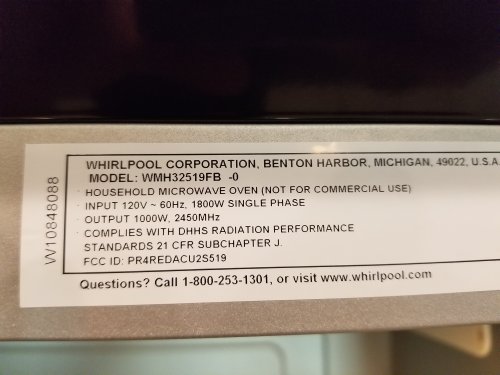 WHIRLPOOL CORPORATION, BENTON HARBOR, MICHIGAN, 49022, U.S.A
MODEL: WMH32519FB -0
· HOUSEHOLD MICROWAVE OVEN (NOT FOR COMMERCIAL USE)
· INPUT 120V ~ 60Hz, 1800W SINGLE PHASE
· OUTPUT 1000W, 2450MHz
· COMPLIES WITH DHHS RADIATION PERFORMANCE
STANDARDS 21 CFR SUBCHAPTER J.
FCC ID: PR4REDACU2S519
Questions? Call 1-800-253-1301, or visit www.whirlpool.com
W10848088